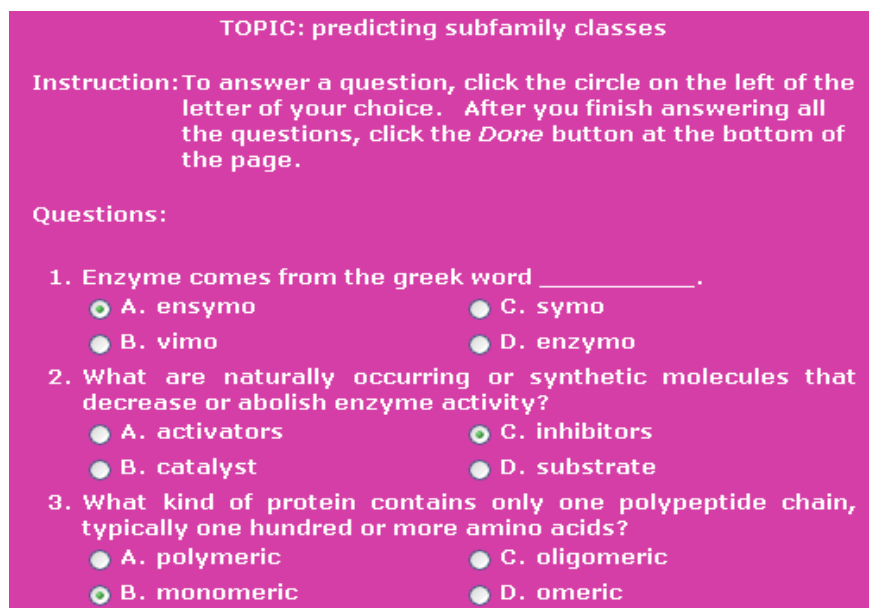 TOPIC: predicting subfamily classes
Instruction: To answer a question, click the circle on the left of the
letter of your choice. After you finish answering all
the questions, click the Done button at the bottom of
the page.
Questions:
1. Enzyme comes from the greek word ___________.
A. ensymo C. symo
B. vimo D. enzymo
2. What are naturally occurring or synthetic molecules that
decrease or abolish enzyme activity?
A. activators C. inhibitors
B. catalyst D. substrate
3. What kind of protein contains only one polypeptide chain,
typically one hundred or more amino acids?
A. polymeric C. oligomeric
B. monomeric D. omeric